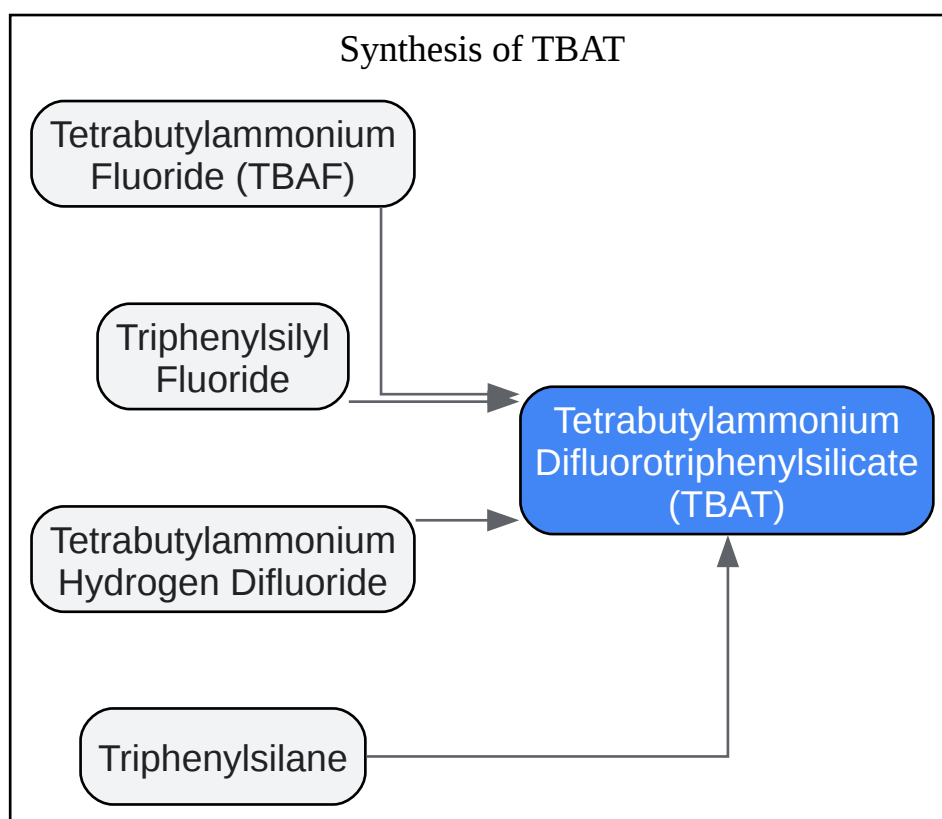 Synthesis of TBAT
Tetrabutylammonium
Fluoride (TBAF)
Triphenylsilyl
Fluoride
Tetrabutylammonium
Difluorotriphenylsilicate
(TBAT)
Tetrabutylammonium
Hydrogen Difluoride
Triphenylsilane